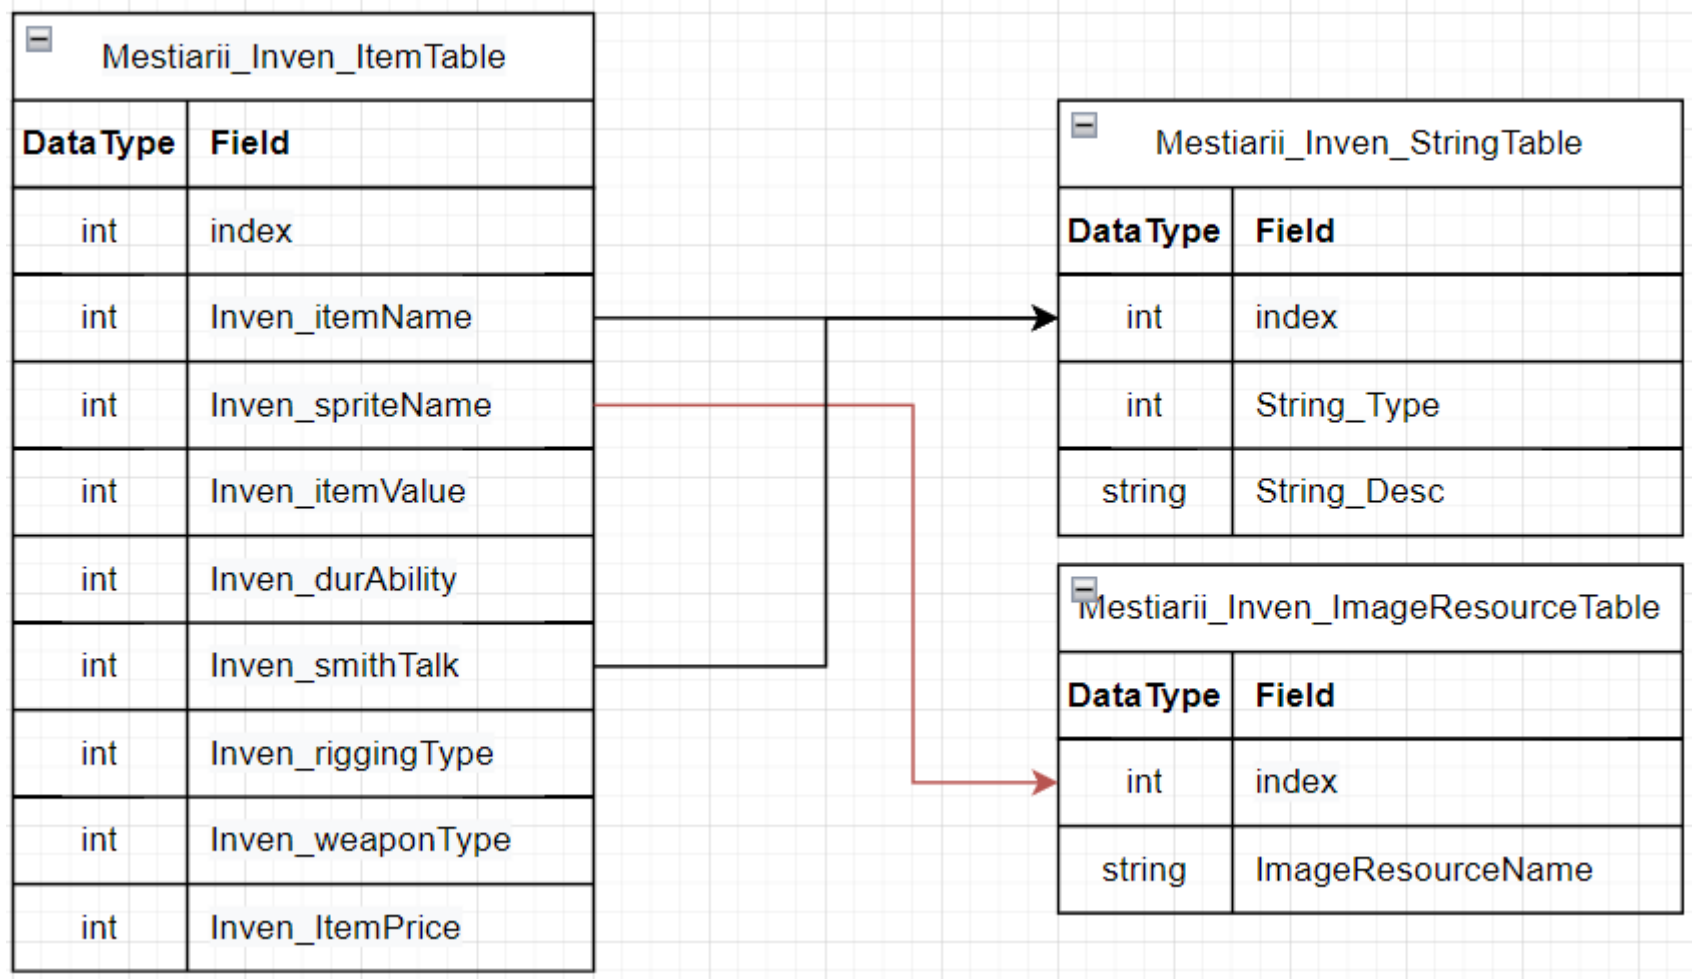 Mestiarii_Inven_ItemTable
DataType Field
int index
int Inven_itemName
int Inven_spriteName
int Inven_itemValue
int Inven_durAbility
int Inven_smithTalk
int Inven_riggingType
int Inven_weaponType
int Inven_ItemPrice
Mestiarii_Inven_StringTable
DataType Field
int index
int String_Type
string String_Desc
Mestiarii_Inven_ImageResourceTable
DataType Field
int index
string ImageResourceName